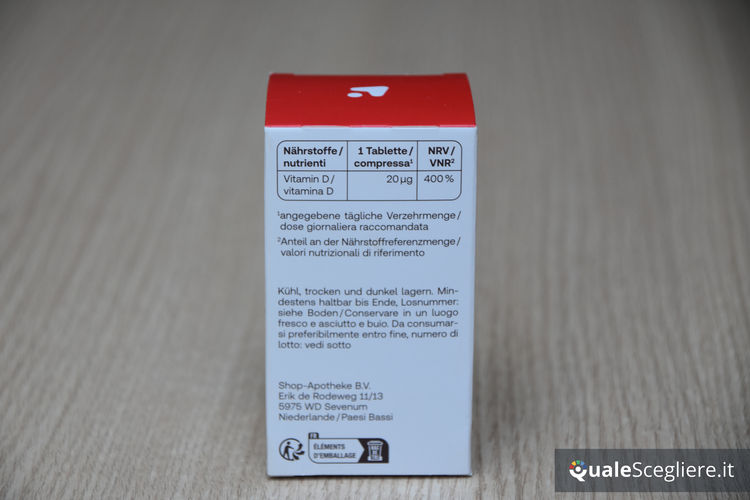 Nährstoffe/ 1 Tablette/ NRV/
nutrienti compressa¹ VNR²
Vitamin D/ 20 µg 400 %
vitamina D
¹angegebene tägliche Verzehrmenge/
dose giornaliera raccomandata
²Anteil an der Nährstoffreferenzmenge/
valori nutrizionali di riferimento
Kühl, trocken und dunkel lagern. Min-
destens haltbar bis Ende, Losnummer:
siehe Boden/Conservare in un luogo
fresco e asciutto e buio. Da consumar-
si preferibilmente entro fine, numero di
lotto: vedi sotto
Shop-Apotheke B.V.
Erik de Rodeweg 11/13
5975 WD Sevenum
Niederlande/Paesi Bassi
FR
ÉLÉMENTS
D'EMBALLAGE
QualeScegliere.it